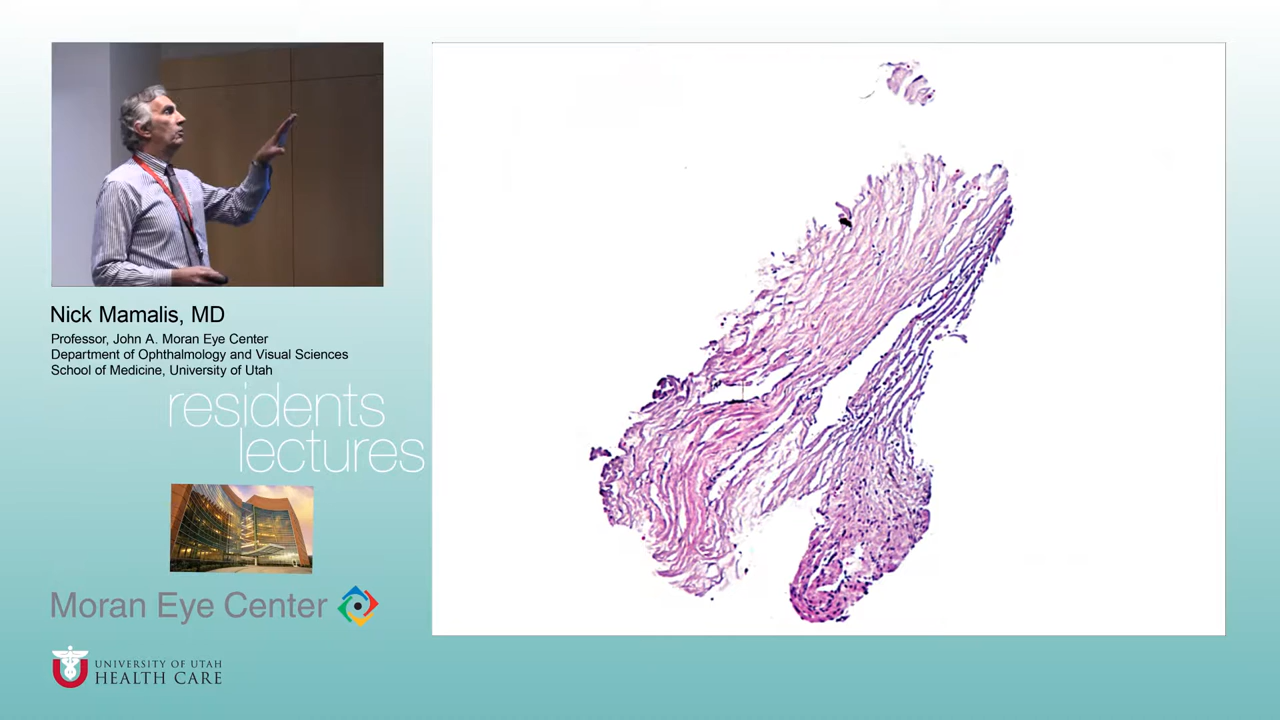 Nick Mamalis, MD
Professor, John A. Moran Eye Center
Department of Ophthalmology and Visual Sciences
School of Medicine, University of Utah
residents
lectures
Moran Eye Center
UNIVERSITY OF UTAH
HEALTH CARE